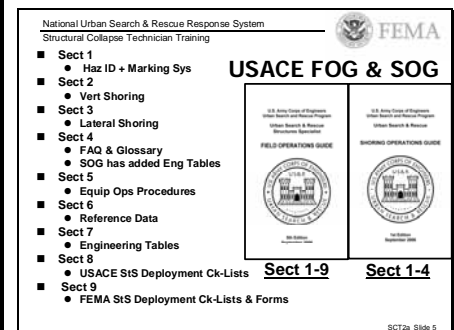 National Urban Search & Rescue Response System
Structural Collapse Technician Training
FEMA
USACE FOG & SOG
■ Sect 1
● Haz ID + Marking Sys
■ Sect 2
● Vert Shoring
■ Sect 3
● Lateral Shoring
■ Sect 4
● FAQ & Glossary
● SOG has added Eng Tables
■ Sect 5
● Equip Ops Procedures
■ Sect 6
● Reference Data
■ Sect 7
● Engineering Tables
■ Sect 8
● USACE StS Deployment Ck-Lists
■ Sect 9
● FEMA StS Deployment Ck-Lists & Forms
U.S. Army Corps of Engineers
Urban Search and Rescue Program
Urban Search & Rescue
Structures Specialist
FIELD OPERATIONS GUIDE
US&R
September 2006
Sect 1-9
U.S. Army Corps of Engineers
Urban Search and Rescue Program
Urban Search & Rescue
SHORING OPERATIONS GUIDE
US&R
1st Edition
September 2006
Sect 1-4
SCT2a Slide 5